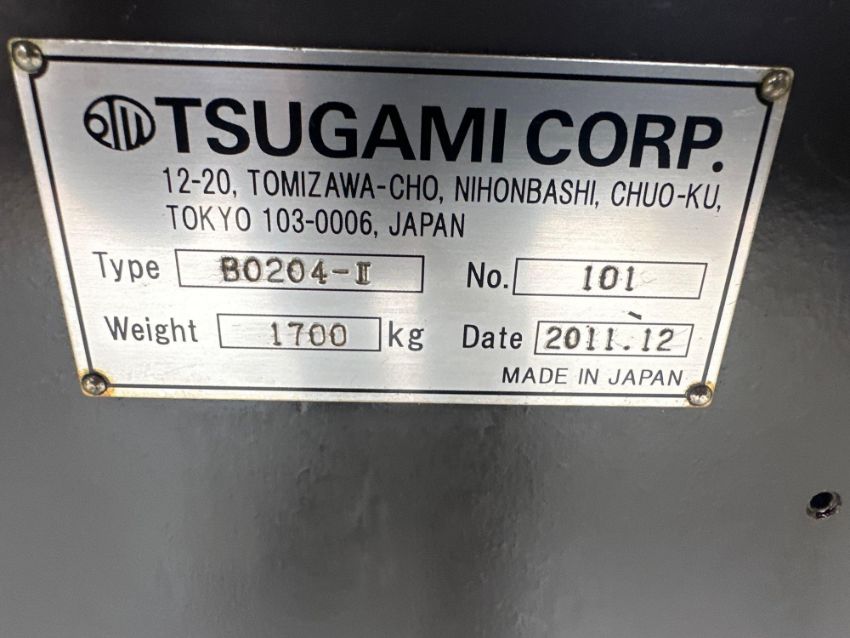 TSUGAMI CORP.
12-20, TOMIZAWA-CHO, NIHONBASHI, CHUO-KU,
TOKYO 103-0006, JAPAN
Type B0204-Ⅱ No. 101
Weight 1700 kg Date 2011.12
MADE IN JAPAN